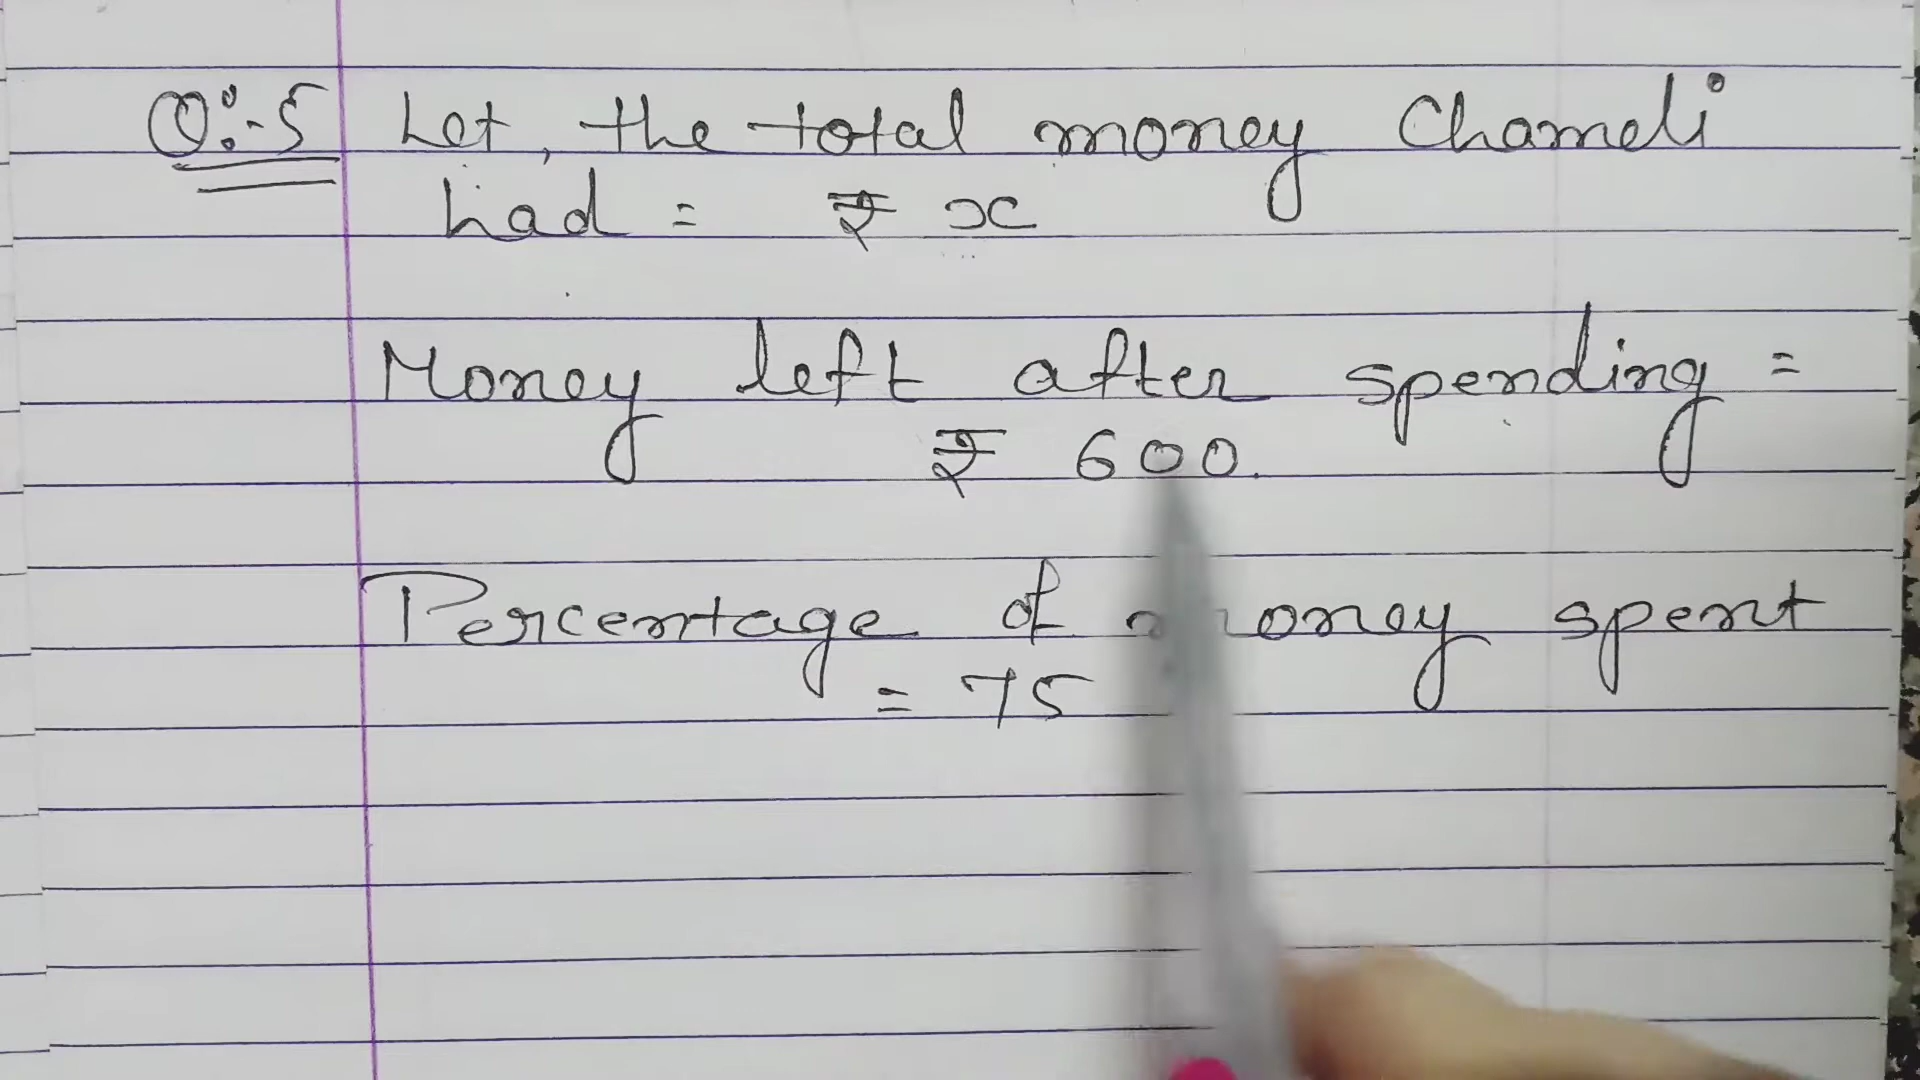 Q:-5 Let, the total money Chameli
had = ₹ x
Money left after spending =
₹ 600.
Percentage of money spent
= 75